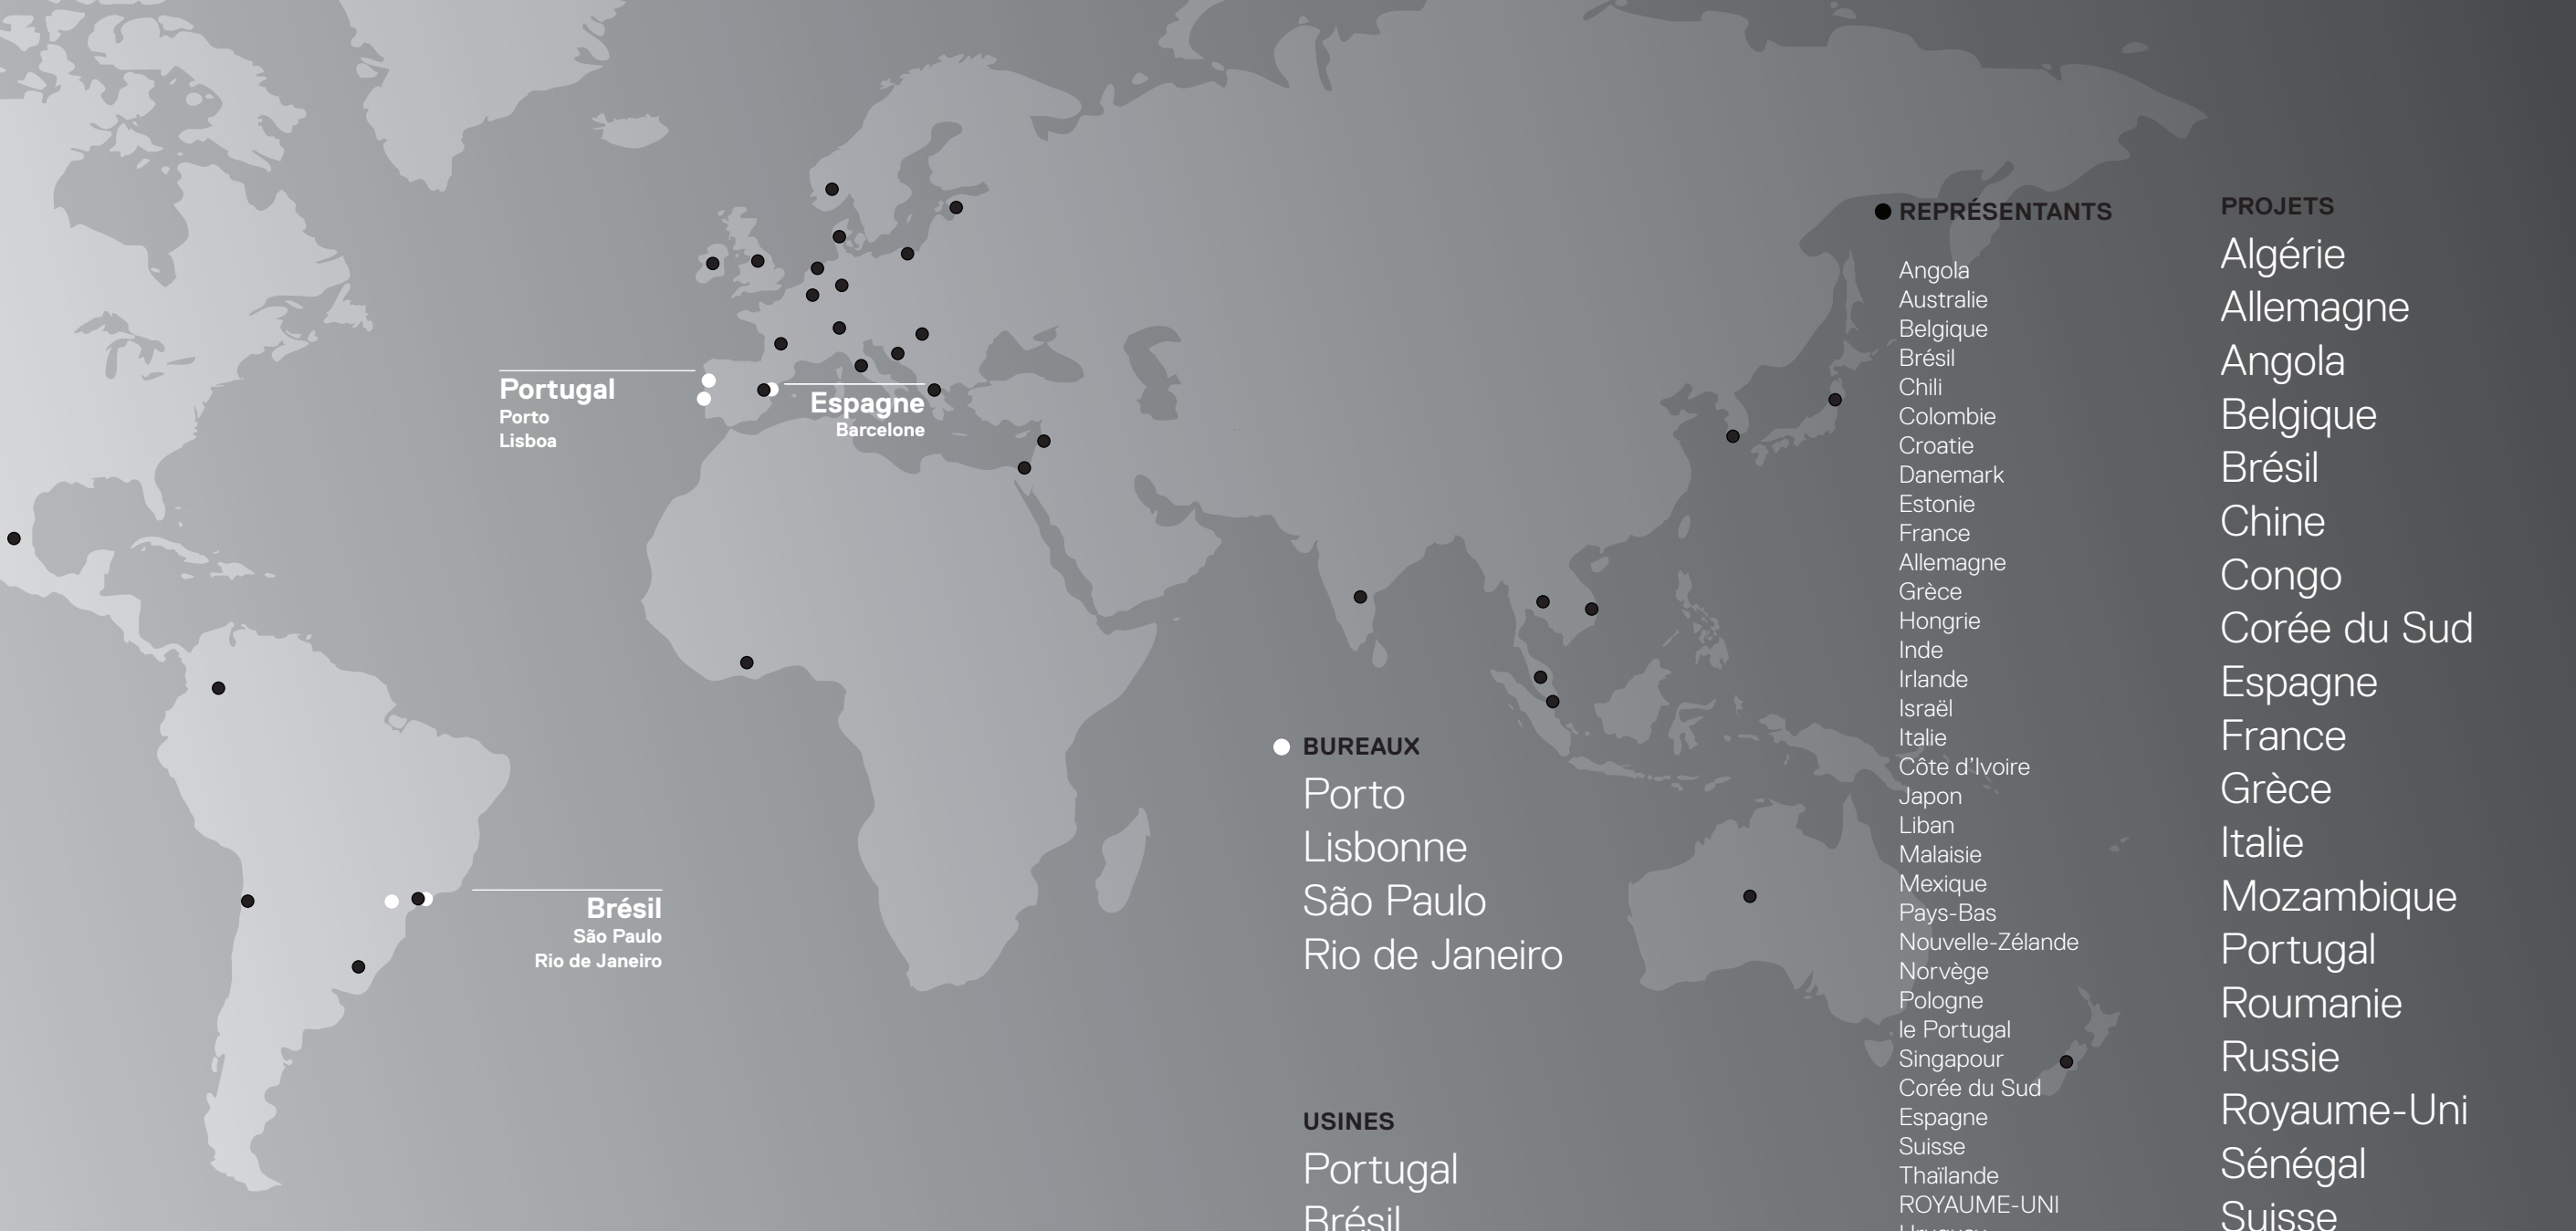 Portugal
Porto
Lisboa
Espagne
Barcelone
Brésil
São Paulo
Rio de Janeiro
BUREAUX
Porto
Lisbonne
São Paulo
Rio de Janeiro
USINES
Portugal
Brésil
REPRÉSENTANTS
Angola
Australie
Belgique
Brésil
Chili
Colombie
Croatie
Danemark
Estonie
France
Allemagne
Grèce
Hongrie
Inde
Irlande
Israël
Italie
Côte d'Ivoire
Japon
Liban
Malaisie
Mexique
Pays-Bas
Nouvelle-Zélande
Norvège
Pologne
le Portugal
Singapour
Corée du Sud
Espagne
Suisse
Thaïlande
ROYAUME-UNI
PROJETS
Algérie
Allemagne
Angola
Belgique
Brésil
Chine
Congo
Corée du Sud
Espagne
France
Grèce
Italie
Mozambique
Portugal
Roumanie
Russie
Royaume-Uni
Sénégal
Suisse